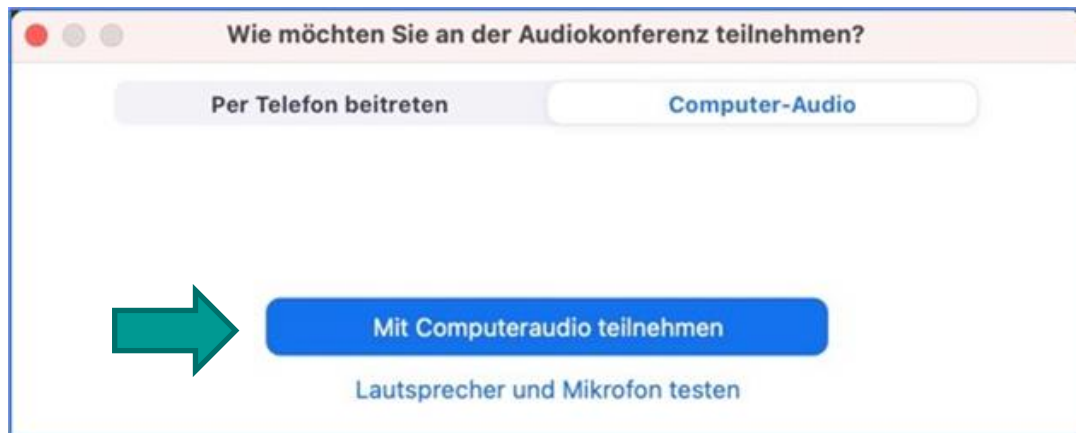 Wie möchten Sie an der Audiokonferenz teilnehmen?
Per Telefon beitreten
Computer-Audio
Mit Computeraudio teilnehmen
Lautsprecher und Mikrofon testen